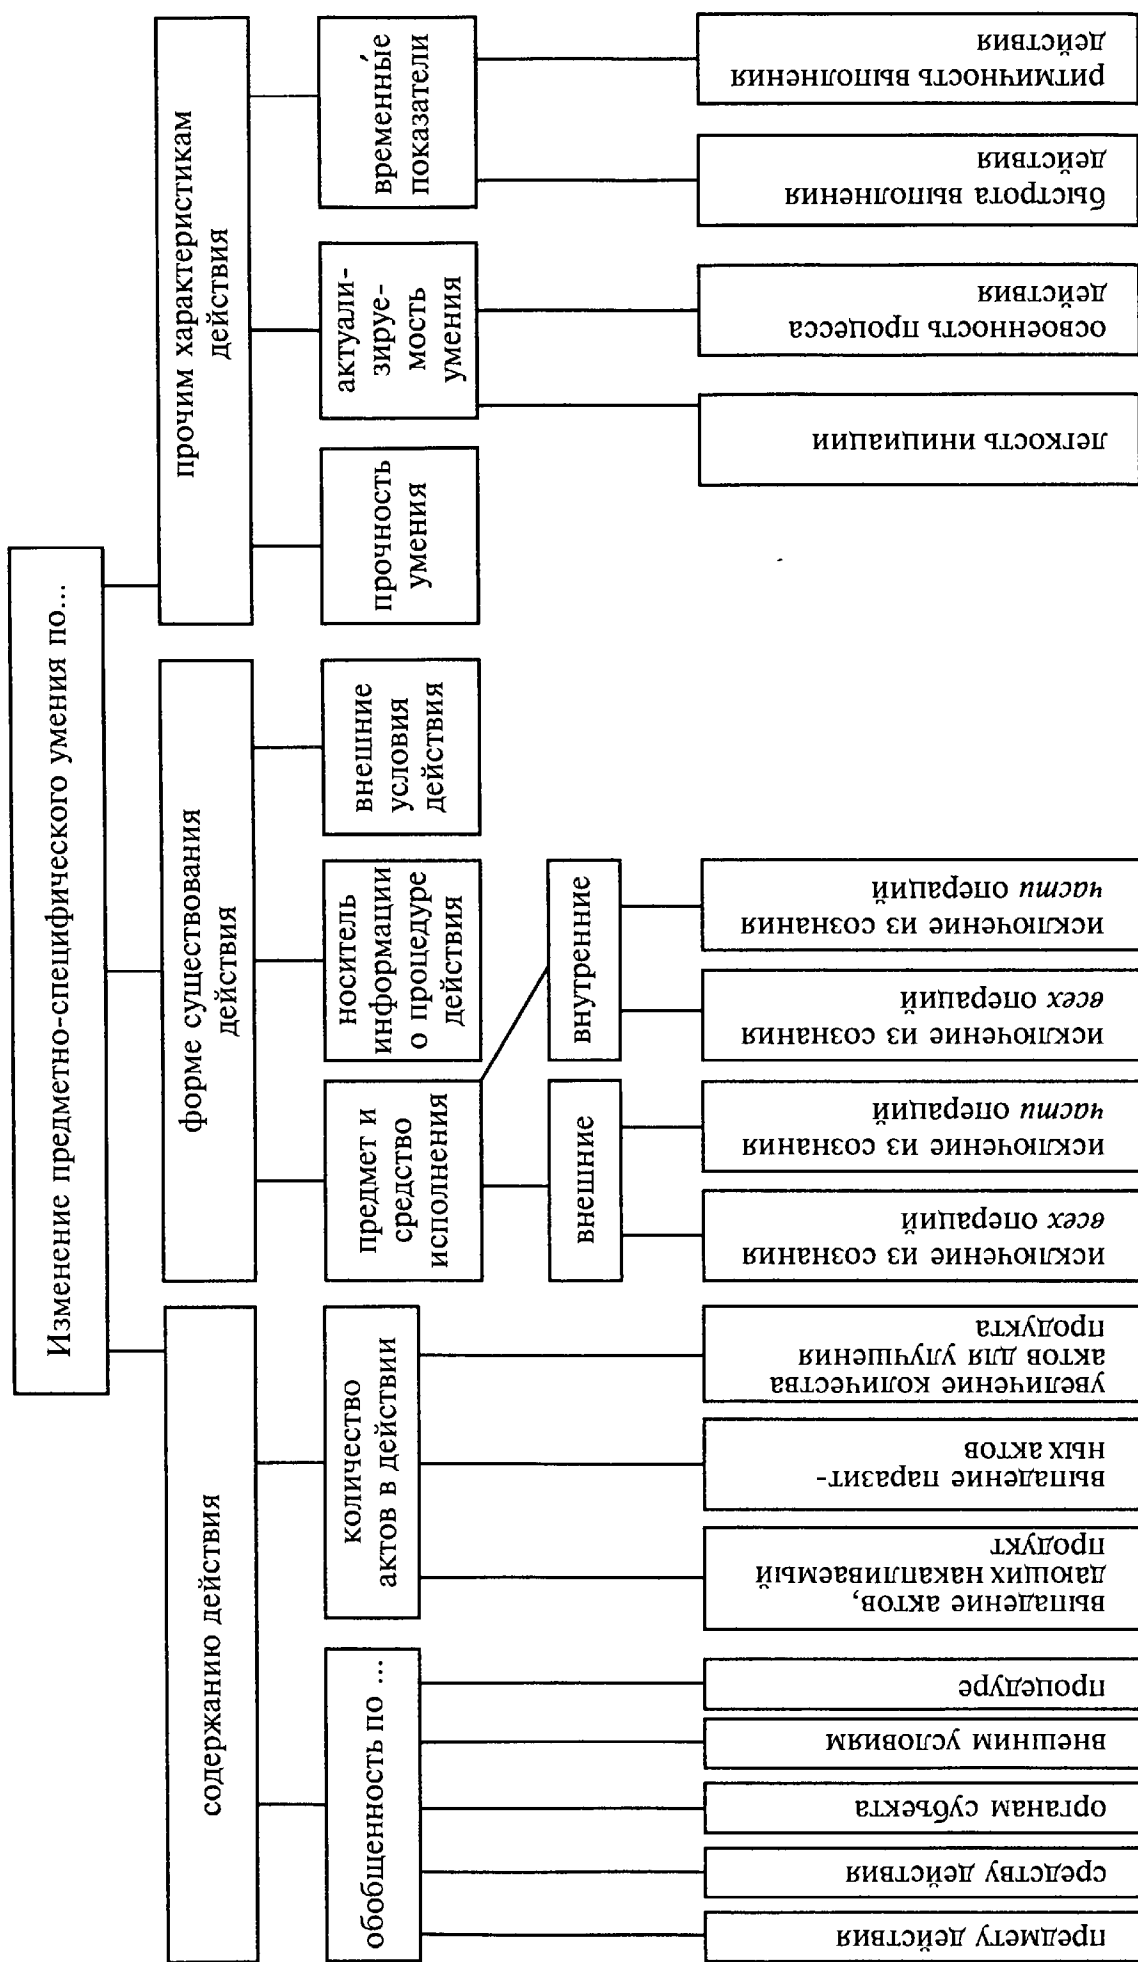 Изменение предметно-специфического умения по...
содержанию действия
форме существования
действия
прочим характеристикам
действия
обобщенность по ...
количество
актов в действии
предмет и
средство
исполнения
носитель
информации
о процедуре
действия
внешние
условия
действия
прочность
умения
актуали-
зируе-
мость
умения
временны́е
показатели
внешние
внутренние
предмету действия
средству действия
органам субъекта
внешним условиям
процедуре
выпадение актов,
дающих накапливаемый
продукт
выпадение паразит-
ных актов
увеличение количества
актов для улучшения
продукта
исключение из сознания
всех операций
исключение из сознания
части операций
исключение из сознания
всех операций
исключение из сознания
части операций
легкость инициации
освоенность процесса
действия
быстрота выполнения
действия
ритмичность выполнения
действия